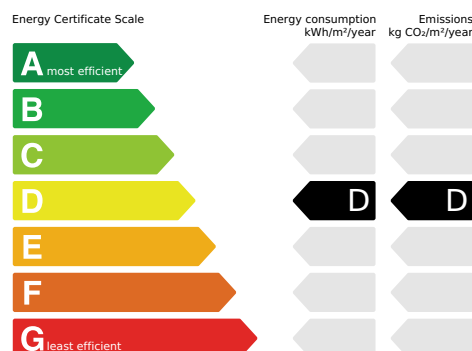 Energy Certificate Scale
Energy consumption
kWh/m²/year
Emissions
kg CO₂/m²/year
A most efficient
B
C
D D D
E
F
G least efficient